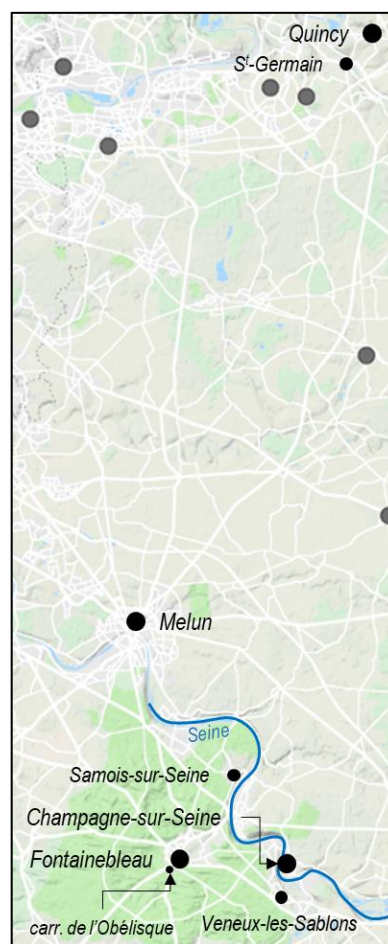 Quincy
Sᵗ-Germain
Melun
Seine
Samois-sur-Seine
Champagne-sur-Seine
Fontainebleau
carr. de l'Obélisque
Veneux-les-Sablons